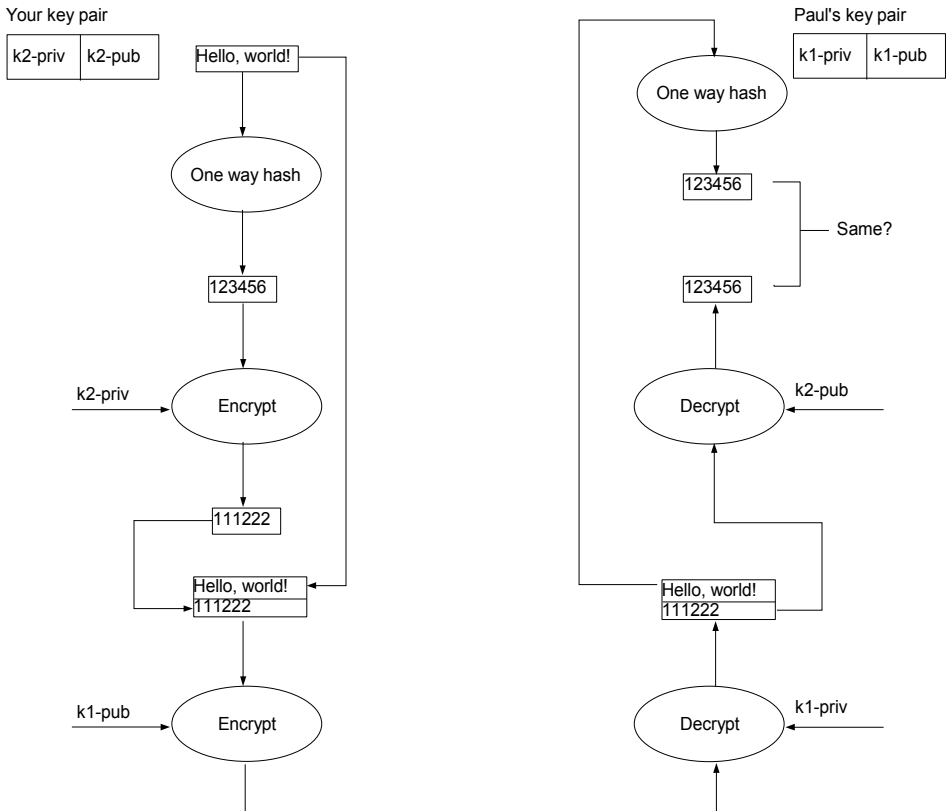 Your key pair
k2-priv k2-pub
Hello, world!
One way hash
123456
k2-priv
Encrypt
111222
Hello, world!
111222
k1-pub
Encrypt
Paul's key pair
k1-priv k1-pub
One way hash
123456
Same?
123456
k2-pub
Decrypt
Hello, world!
111222
k1-priv
Decrypt